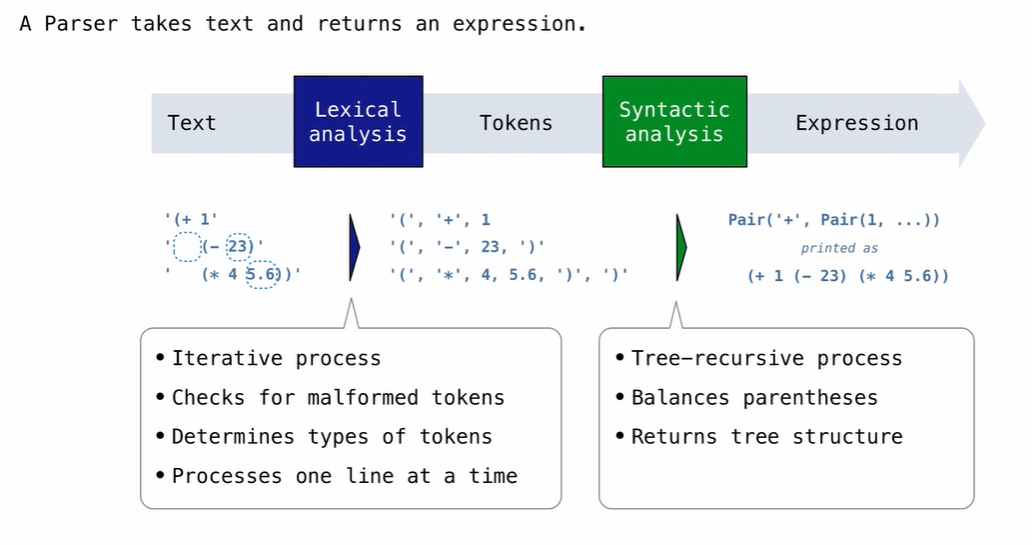 A Parser takes text and returns an expression.
Text
Lexical
analysis
Tokens
Syntactic
analysis
Expression
'(+ 1'
'   (- 23)'
'   (* 4 5.6))'
'(', '+', 1
'(', '-', 23, ')'
'(', '*', 4, 5.6, ')', ')'
Pair('+', Pair(1, ...))
printed as
(+ 1 (- 23) (* 4 5.6))
• Iterative process
• Checks for malformed tokens
• Determines types of tokens
• Processes one line at a time
• Tree-recursive process
• Balances parentheses
• Returns tree structure